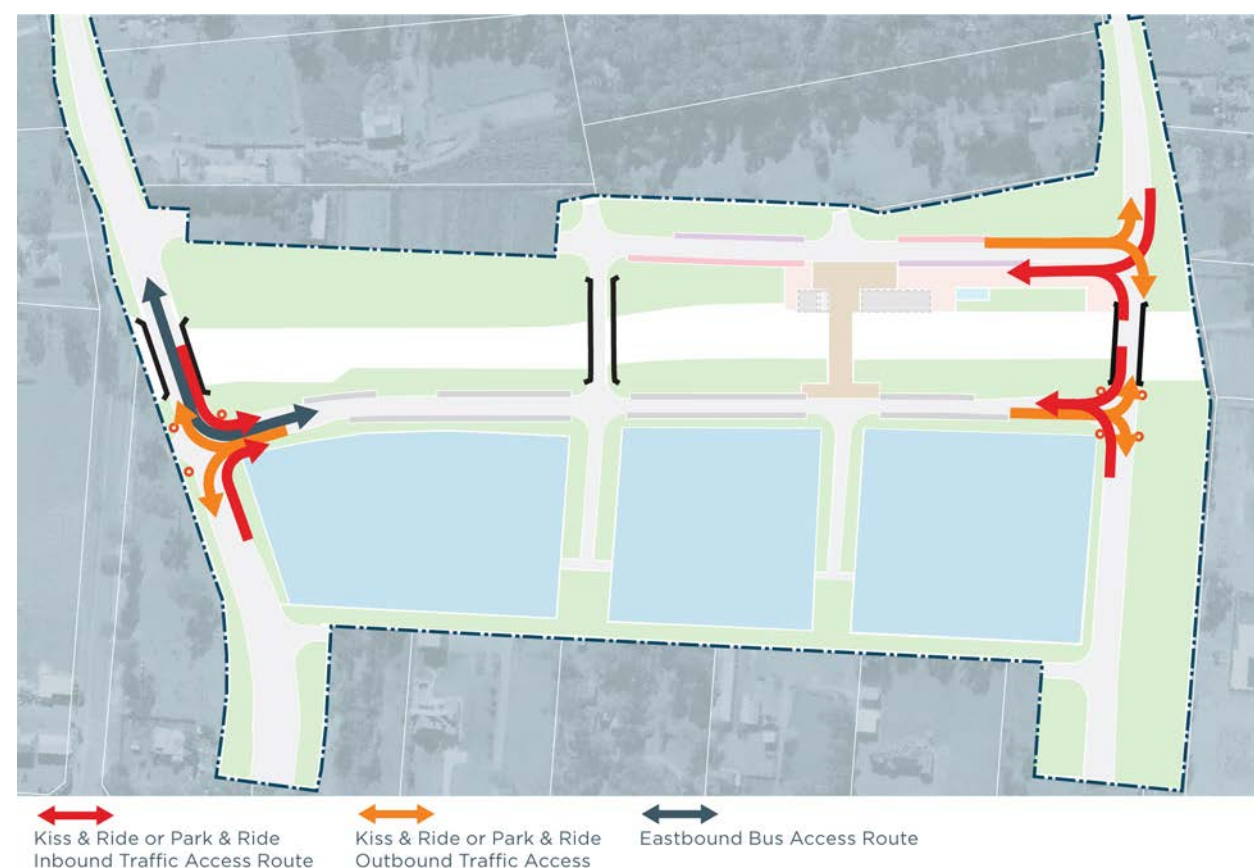 Kiss & Ride or Park & Ride
Inbound Traffic Access Route
Kiss & Ride or Park & Ride
Outbound Traffic Access
Eastbound Bus Access Route